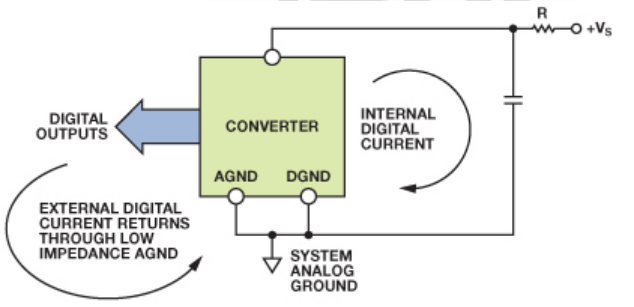 R
+VS
DIGITAL
OUTPUTS
CONVERTER
INTERNAL
DIGITAL
CURRENT
AGND
DGND
EXTERNAL DIGITAL
CURRENT RETURNS
THROUGH LOW
IMPEDANCE AGND
SYSTEM
ANALOG
GROUND